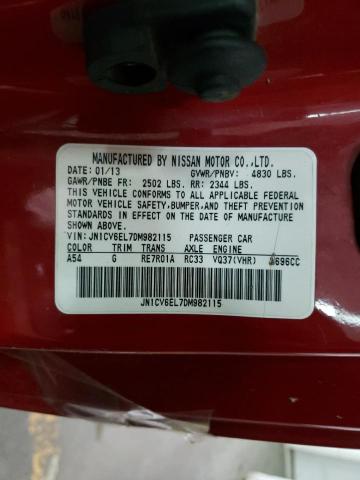 MANUFACTURED BY NISSAN MOTOR CO.,LTD.
DATE: 01/13 GVWR/PNBV: 4830 LBS.
GAWR/PNBE FR: 2502 LBS. RR: 2344 LBS.
THIS VEHICLE CONFORMS TO ALL APPLICABLE FEDERAL
MOTOR VEHICLE SAFETY,BUMPER,AND THEFT PREVENTION
STANDARDS IN EFFECT ON THE DATE OF MANUFACTURE
SHOWN ABOVE.
VIN: JN1CV6EL7DM982115 PASSENGER CAR
COLOR TRIM TRANS AXLE ENGINE
A54 G RE7R01A RC33 VQ37(VHR) 3696CC
JN1CV6EL7DM982115